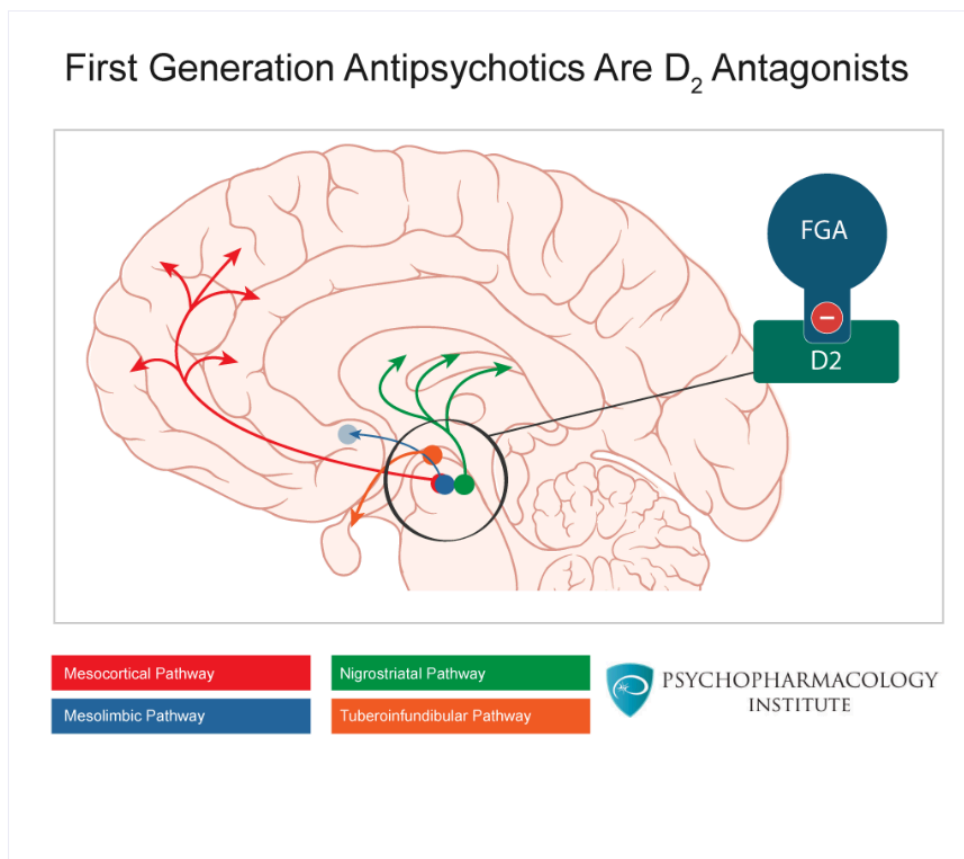 First Generation Antipsychotics Are D₂ Antagonists
FGA
D2
Mesocortical Pathway
Nigrostriatal Pathway
Mesolimbic Pathway
Tuberoinfundibular Pathway
PSYCHOPHARMACOLOGY
INSTITUTE